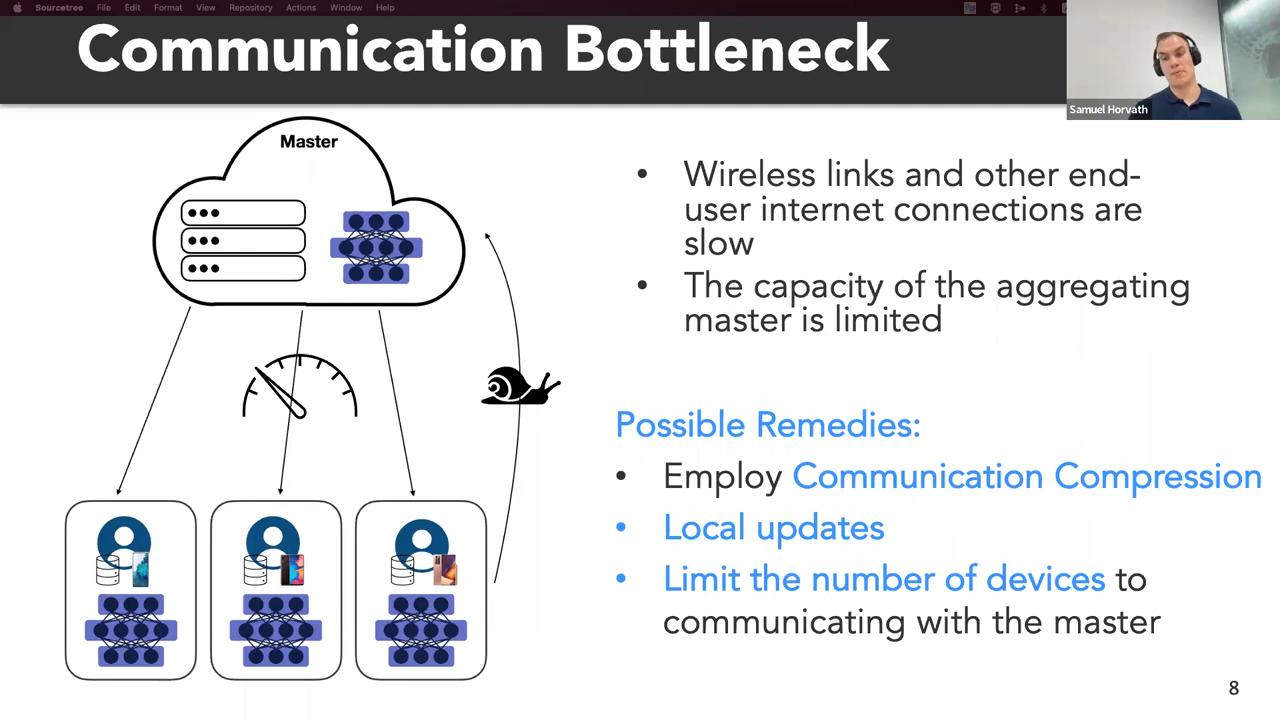 Sourcetree File Edit Format View Repository Actions Window Help
Communication Bottleneck
Samuel Horvath
Master
• Wireless links and other end-
user internet connections are
slow
• The capacity of the aggregating
master is limited
Possible Remedies:
• Employ Communication Compression
• Local updates
• Limit the number of devices to
communicating with the master
8